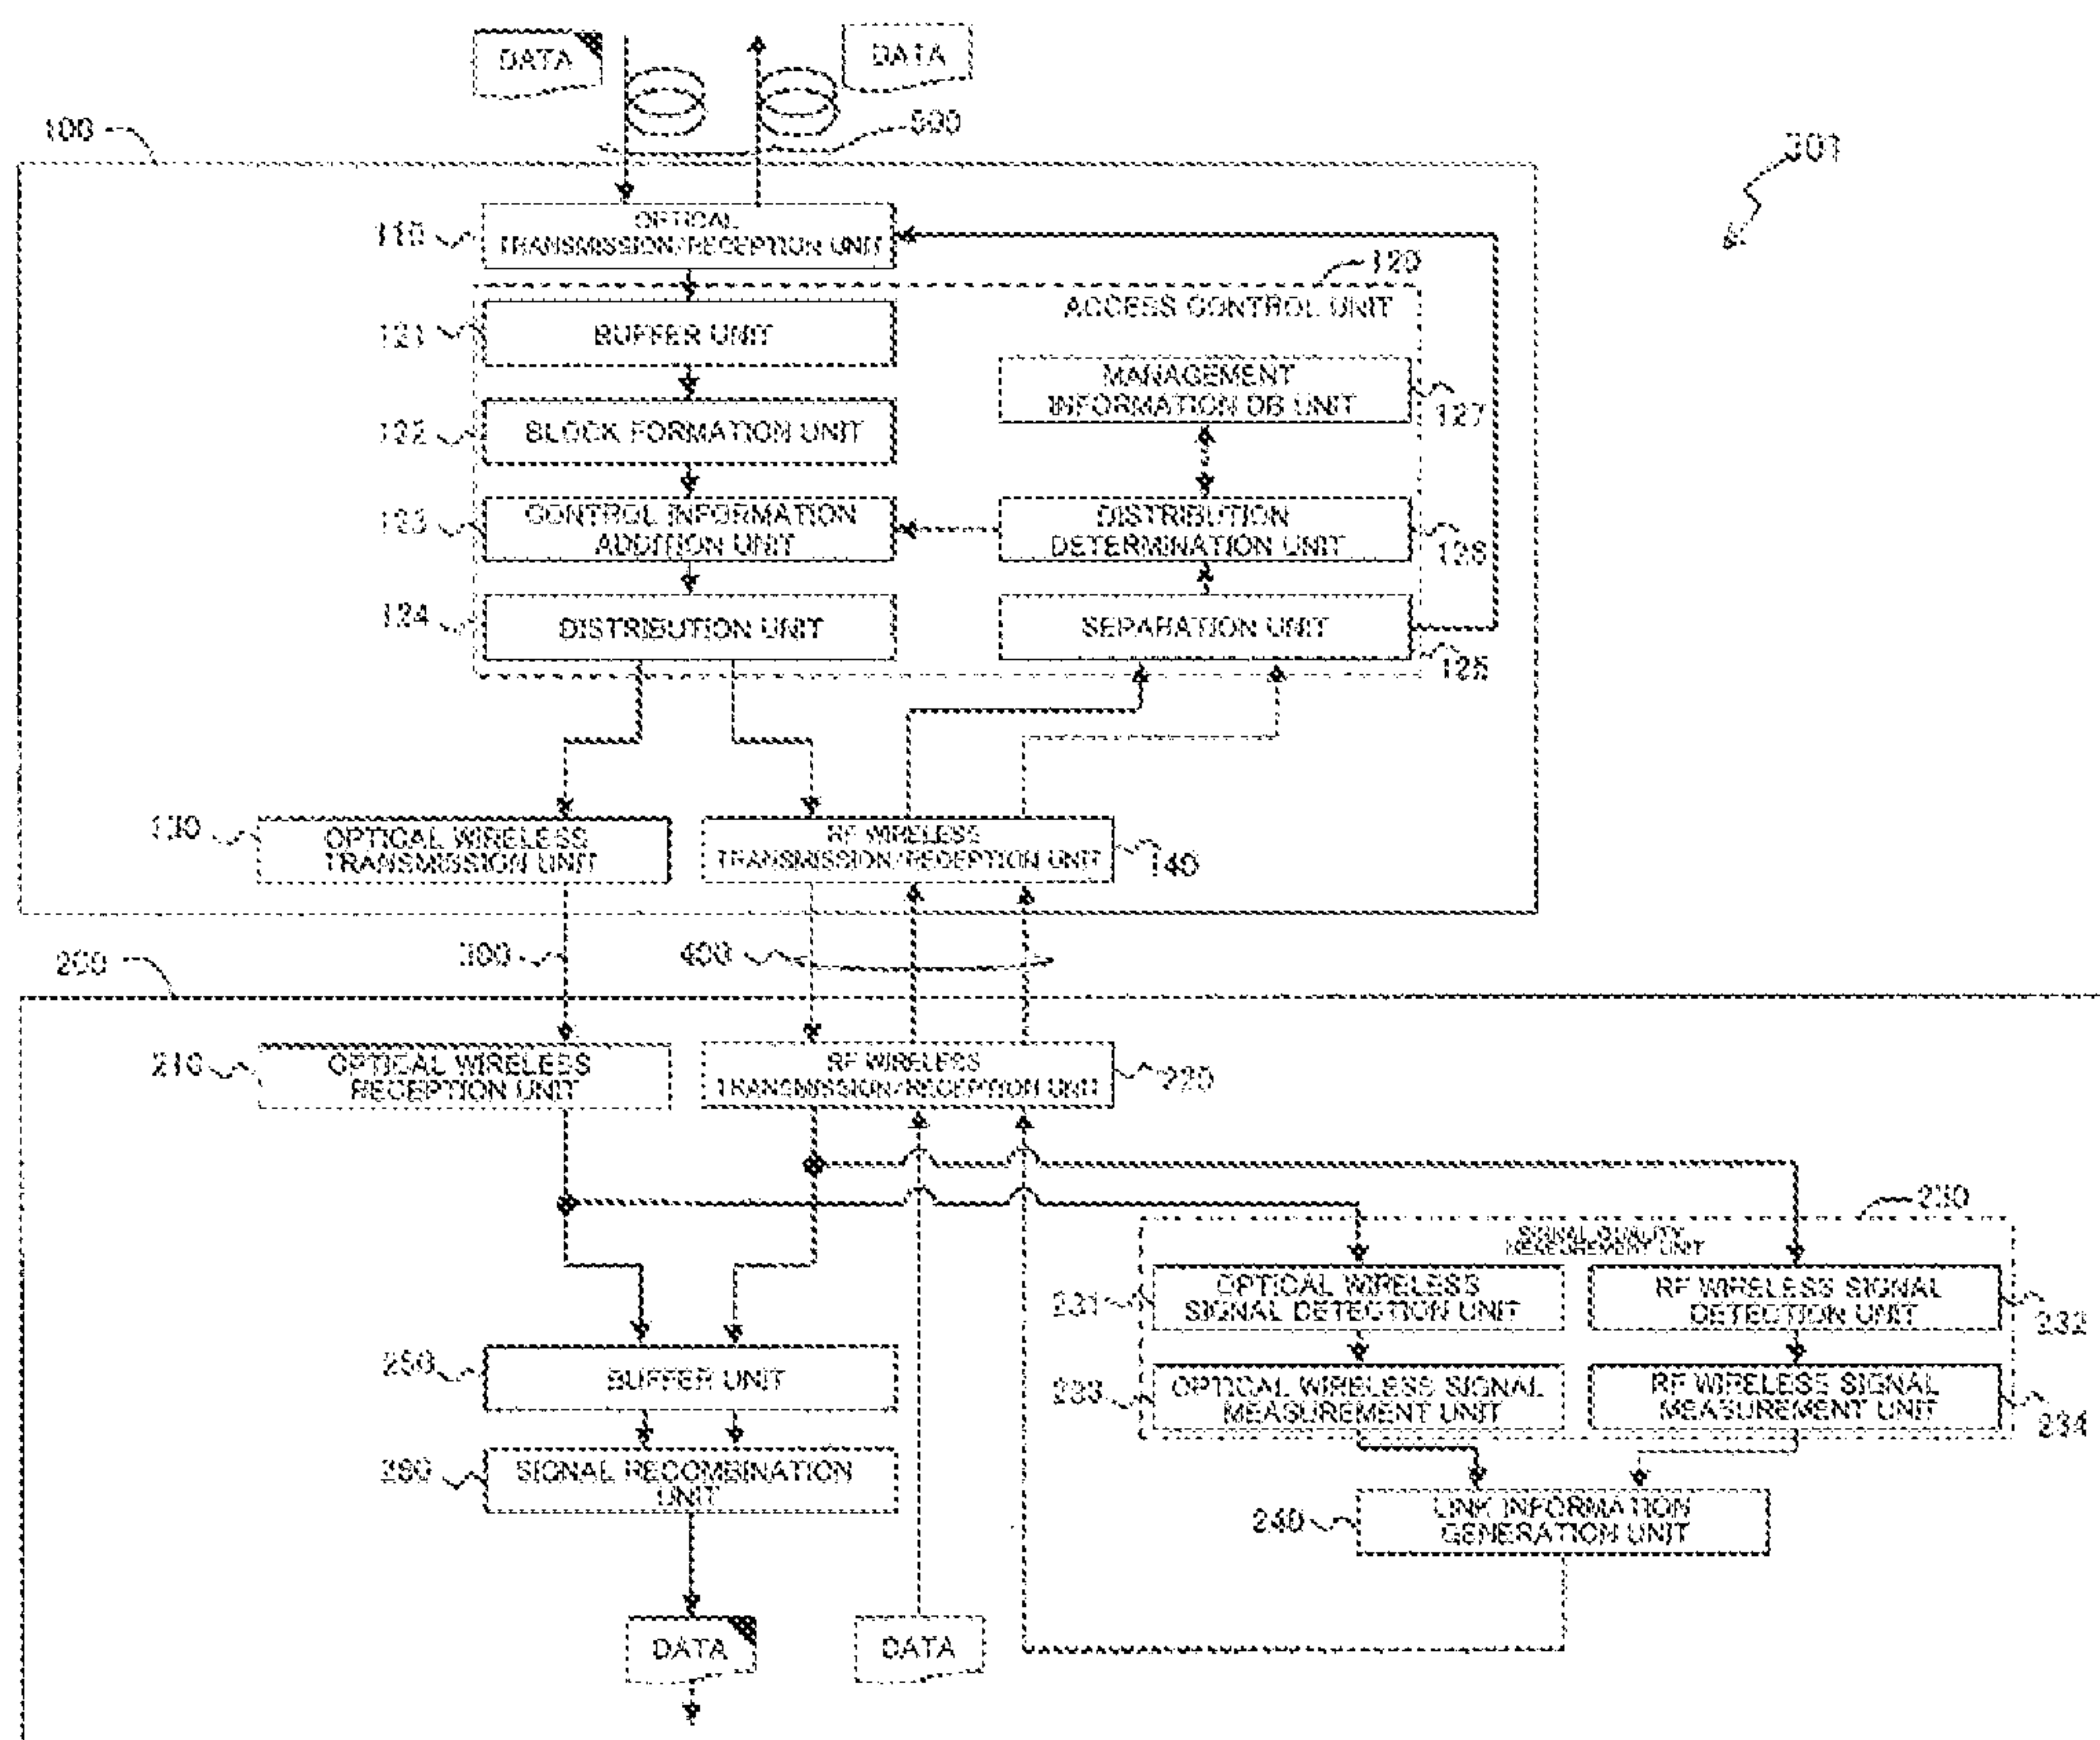 DATA
DATA
100
500
301
110
OPTICAL
TRANSMISSION/RECEPTION UNIT
120
ACCESS CONTROL UNIT
121
BUFFER UNIT
MANAGEMENT
INFORMATION DB UNIT
127
122
BLOCK FORMATION UNIT
123
CONTROL INFORMATION
ADDITION UNIT
DISTRIBUTION
DETERMINATION UNIT
126
124
DISTRIBUTION UNIT
SEPARATION UNIT
125
130
OPTICAL WIRELESS
TRANSMISSION UNIT
RF WIRELESS
TRANSMISSION/RECEPTION UNIT
140
200
300
400
210
OPTICAL WIRELESS
RECEPTION UNIT
RF WIRELESS
TRANSMISSION/RECEPTION UNIT
220
230
SIGNAL QUALITY
MEASUREMENT UNIT
231
OPTICAL WIRELESS
SIGNAL DETECTION UNIT
RF WIRELESS SIGNAL
DETECTION UNIT
232
250
BUFFER UNIT
233
OPTICAL WIRELESS SIGNAL
MEASUREMENT UNIT
RF WIRELESS SIGNAL
MEASUREMENT UNIT
234
260
SIGNAL RECOMBINATION
UNIT
240
LINK INFORMATION
GENERATION UNIT
DATA
DATA